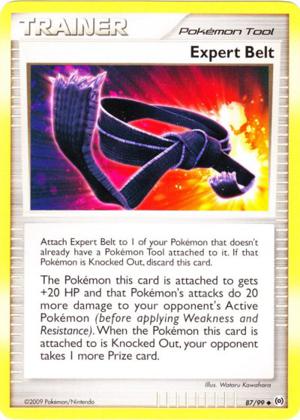 TRAINER
Pokémon Tool
Expert Belt
Attach Expert Belt to 1 of your Pokémon that doesn't
already have a Pokémon Tool attached to it. If that
Pokémon is Knocked Out, discard this card.
The Pokémon this card is attached to gets
+20 HP and that Pokémon's attacks do 20
more damage to your opponent's Active
Pokémon (before applying Weakness and
Resistance). When the Pokémon this card is
attached to is Knocked Out, your opponent
takes 1 more Prize card.
Illus. Wataru Kawahara
©2009 Pokémon/Nintendo
87/99